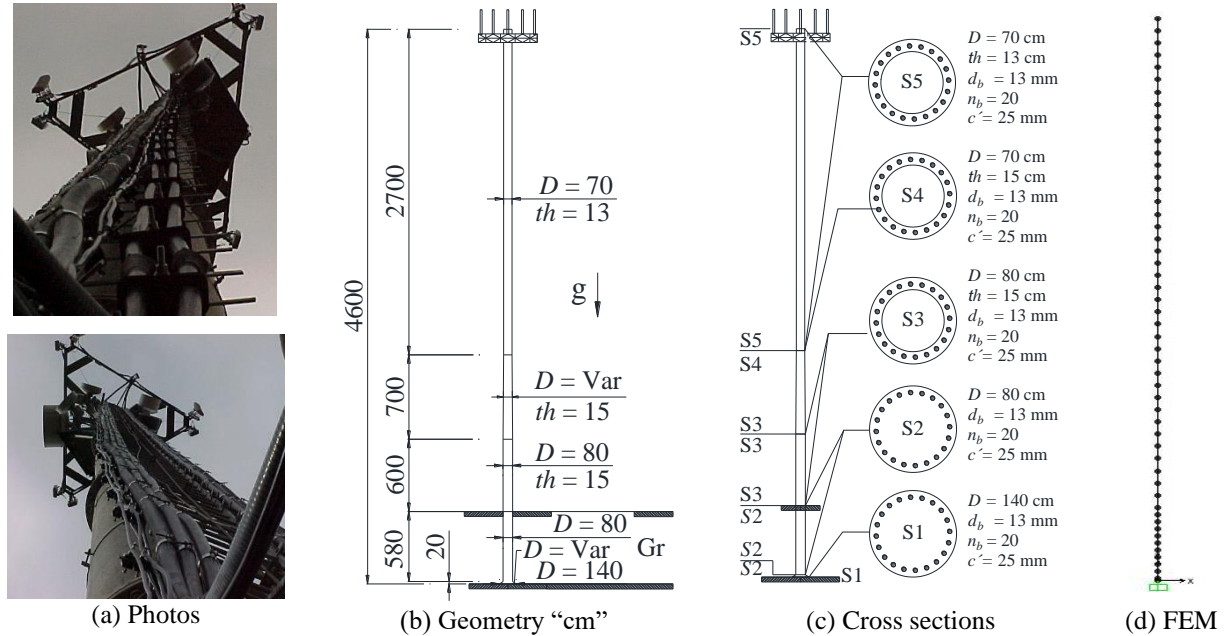 4600
2700
700
600
580
20
D = 70
th = 13
g
D = Var
th = 15
D = 80
th = 15
D = 80
Gr
D = Var
D = 140
S5
S5
S4
S3
S3
S3
S2
S2
S2
S1
S5
D = 70 cm
th = 13 cm
d_b = 13 mm
n_b = 20
c´= 25 mm
S4
D = 70 cm
th = 15 cm
d_b = 13 mm
n_b = 20
c´= 25 mm
S3
D = 80 cm
th = 15 cm
d_b = 13 mm
n_b = 20
c´= 25 mm
S2
D = 80 cm
d_b = 13 mm
n_b = 20
c´= 25 mm
S1
D = 140 cm
d_b = 13 mm
n_b = 20
c´= 25 mm
x
(a) Photos
(b) Geometry “cm”
(c) Cross sections
(d) FEM